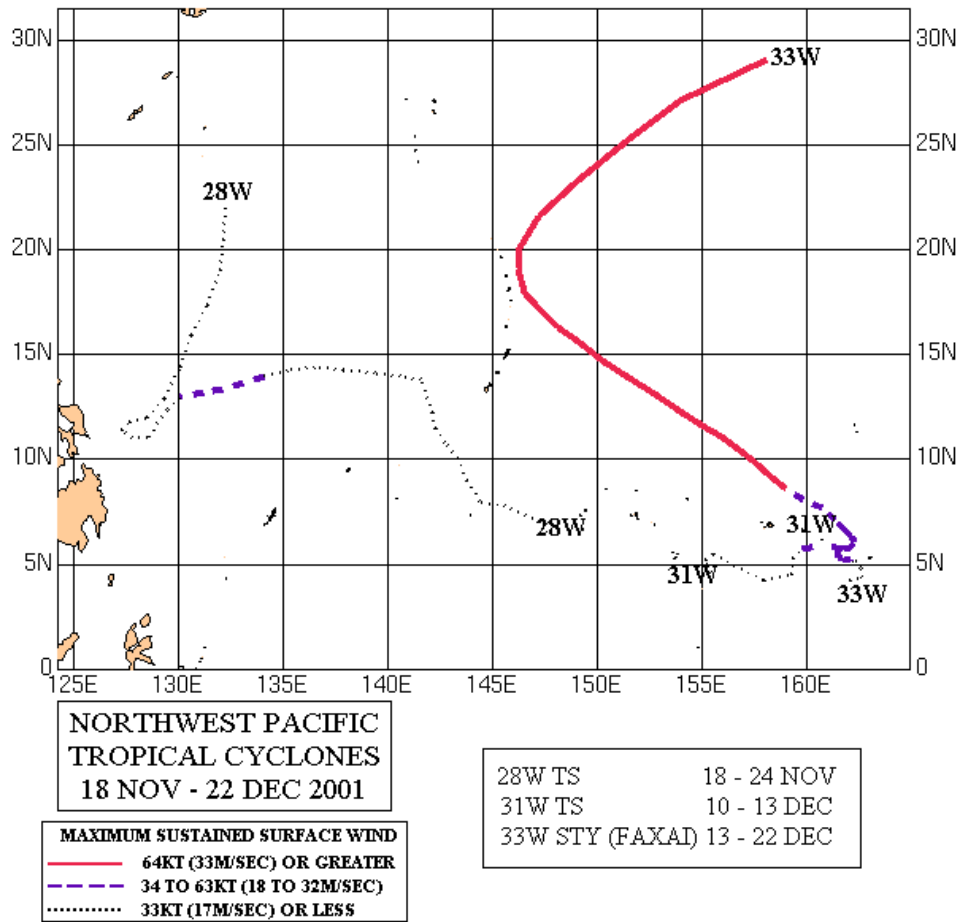 30N 33W 30N
25N 25N
28W
20N 20N
15N 15N
10N 10N
28W 31W
5N 31W 33W 5N
0 0
125E 130E 135E 140E 145E 150E 155E 160E
NORTHWEST PACIFIC
TROPICAL CYCLONES
18 NOV - 22 DEC 2001
28W TS 18 - 24 NOV
31W TS 10 - 13 DEC
33W STY (FAXAI) 13 - 22 DEC
MAXIMUM SUSTAINED SURFACE WIND
64KT (33M/SEC) OR GREATER
34 TO 63KT (18 TO 32M/SEC)
33KT (17M/SEC) OR LESS